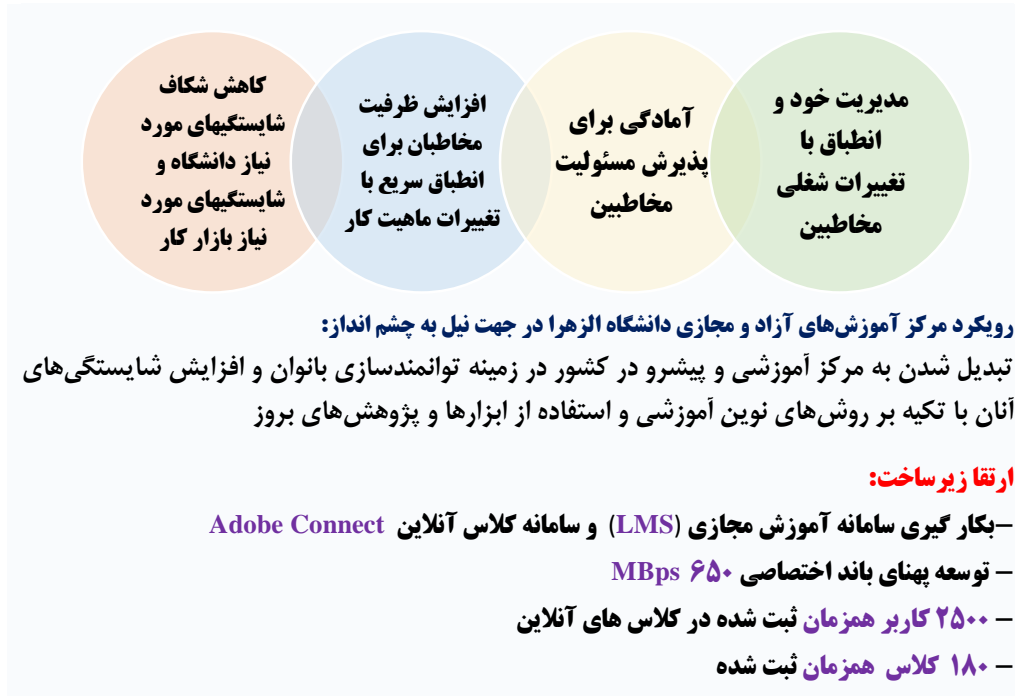 مدیریت خود و
انطباق با
تغییرات شغلی
مخاطبین
آمادگی برای
پذیرش مسئولیت
مخاطبین
افزایش ظرفیت
مخاطبان برای
انطباق سریع با
تغییرات ماهیت کار
کاهش شکاف
شایستگیهای مورد
نیاز دانشگاه و
شایستگیهای مورد
نیاز بازار کار
رویکرد مرکز آموزش‌های آزاد و مجازی دانشگاه الزهرا در جهت نیل به چشم انداز:
تبدیل شدن به مرکز آموزشی و پیشرو در کشور در زمینه توانمندسازی بانوان و افزایش شایستگی‌های
آنان با تکیه بر روش‌های نوین آموزشی و استفاده از ابزارها و پژوهش‌های بروز
ارتقا زیرساخت:
–بکار گیری سامانه آموزش مجازی (LMS) و سامانه کلاس آنلاین Adobe Connect
– توسعه پهنای باند اختصاصی ۶۵۰ MBps
– ۲۵۰۰ کاربر همزمان ثبت شده در کلاس های آنلاین
– ۱۸۰ کلاس همزمان ثبت شده